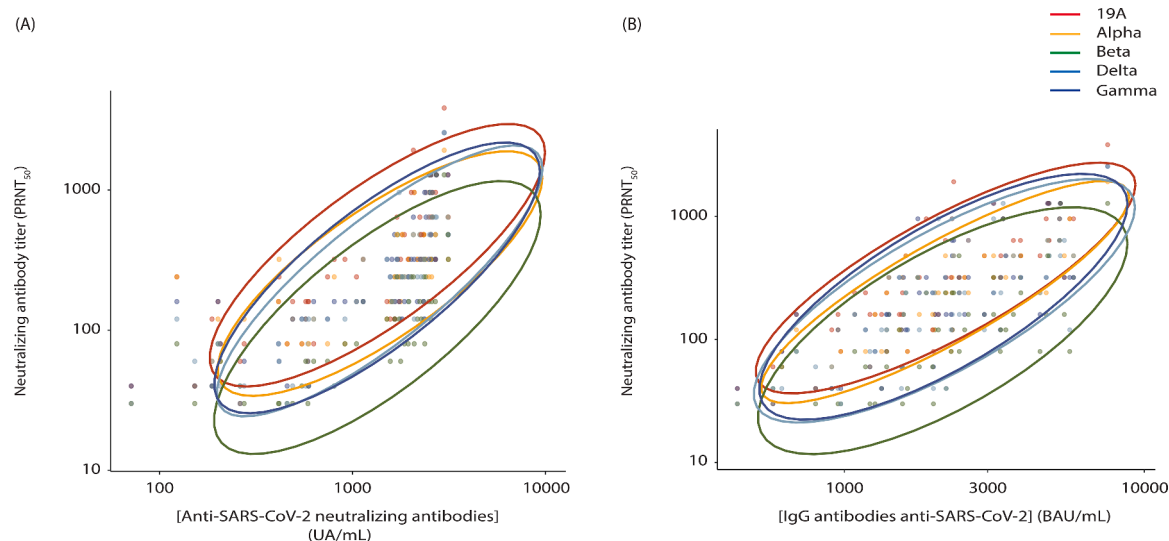 (A)
(B)
19A
Alpha
Beta
Delta
Gamma
Neutralizing antibody titer (PRNT₅₀)
1000
100
10
100
1000
10000
[Anti-SARS-CoV-2 neutralizing antibodies]
(UA/mL)
Neutralizing antibody titer (PRNT₅₀)
1000
100
10
1000
3000
10000
[IgG antibodies anti-SARS-CoV-2] (BAU/mL)